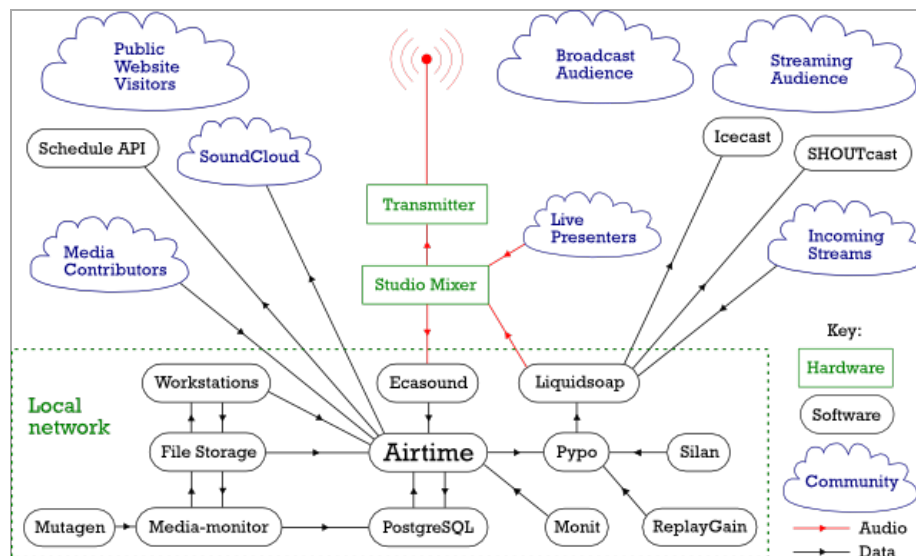 Public
Website
Visitors
Broadcast
Audience
Streaming
Audience
Schedule API
SoundCloud
Icecast
SHOUTcast
Transmitter
Live
Presenters
Media
Contributors
Studio Mixer
Incoming
Streams
Key:
Hardware
Workstations
Ecasound
Liquidsoap
Local
network
Software
File Storage
Airtime
Pypo
Silan
Community
Mutagen
Media-monitor
PostgreSQL
Monit
ReplayGain
Audio
Data